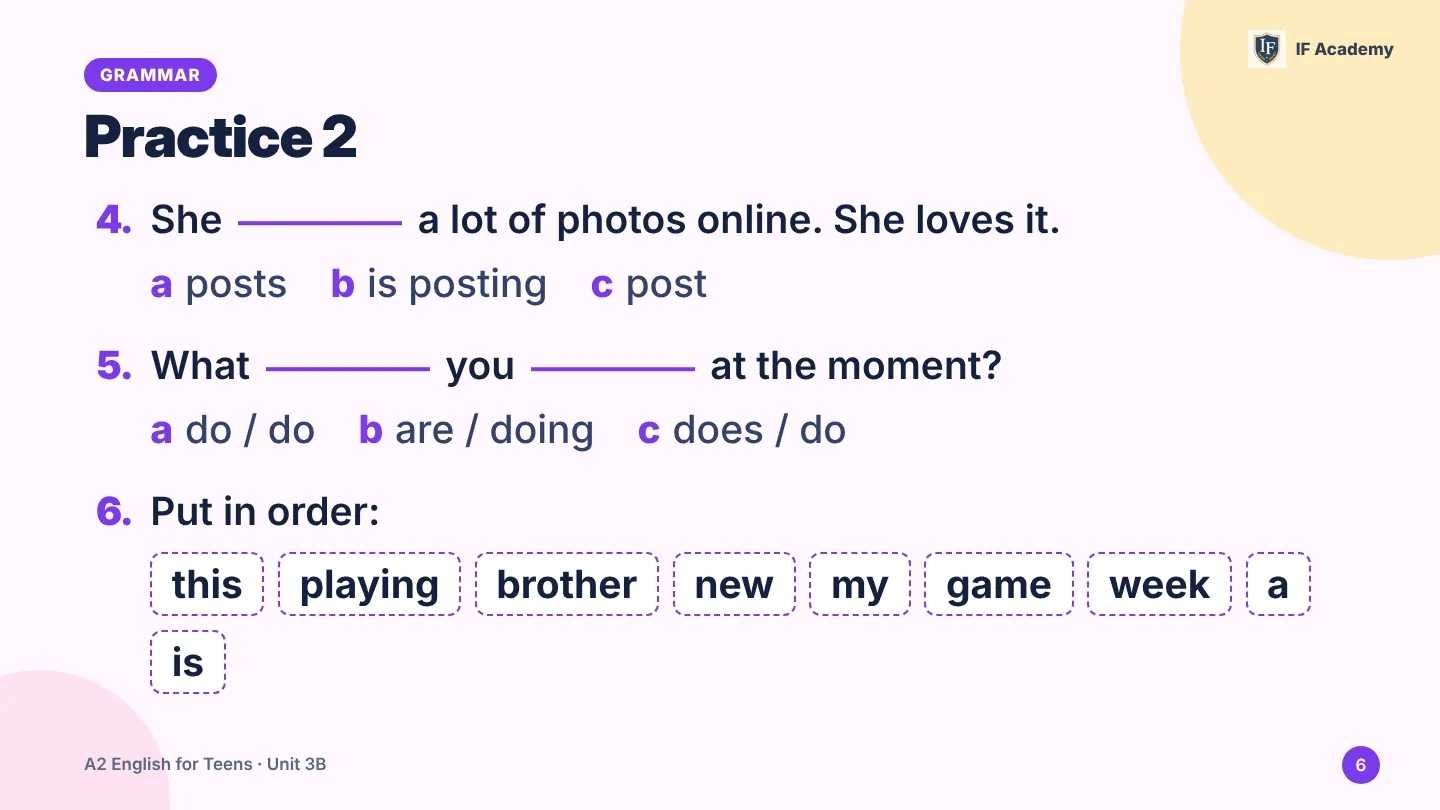 IF
IF Academy
GRAMMAR
Practice 2
4. She ________ a lot of photos online. She loves it.
a posts b is posting c post
5. What ________ you ________ at the moment?
a do / do b are / doing c does / do
6. Put in order:
this playing brother new my game week a
is
A2 English for Teens · Unit 3B
6